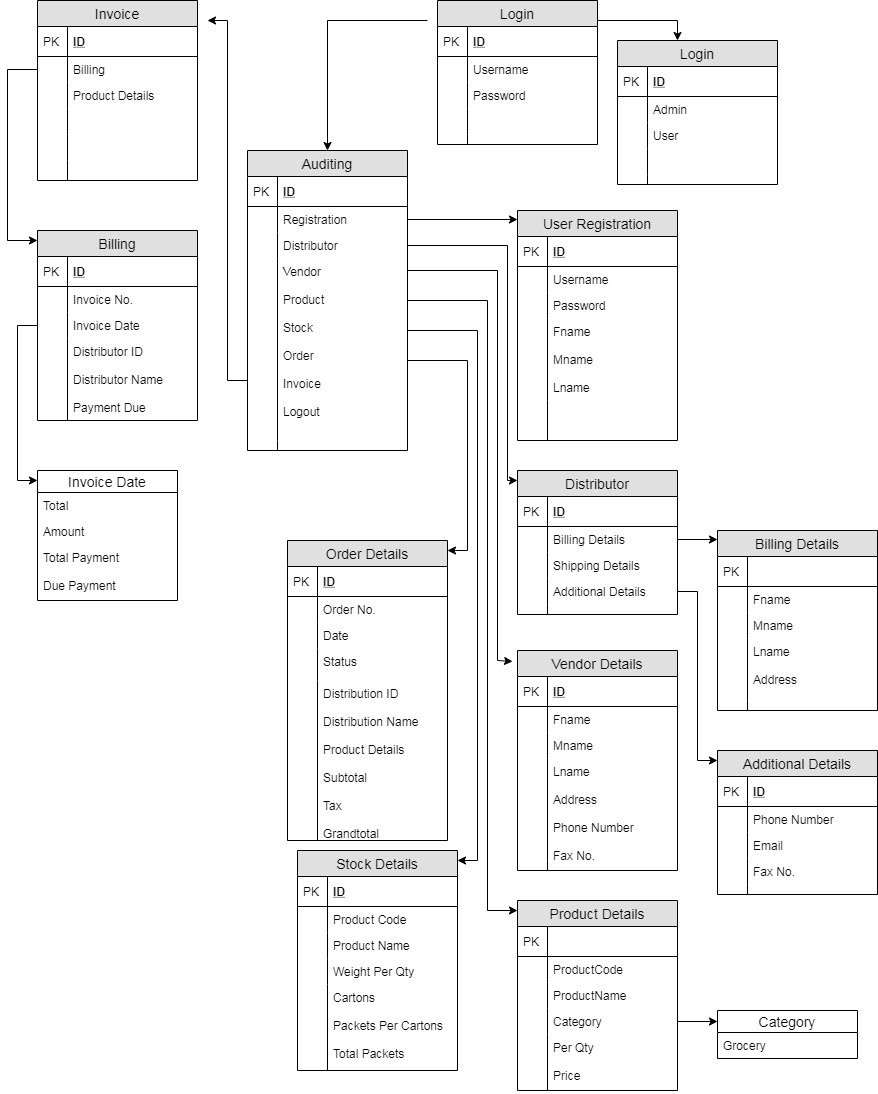 Invoice
PK ID
Billing
Product Details
Login
PK ID
Username
Password
Login
PK ID
Admin
User
Auditing
PK ID
Registration
Distributor
Vendor
Product
Stock
Order
Invoice
Logout
User Registration
PK ID
Username
Password
Fname
Mname
Lname
Billing
PK ID
Invoice No.
Invoice Date
Distributor ID
Distributor Name
Payment Due
Invoice Date
Total
Amount
Total Payment
Due Payment
Distributor
PK ID
Billing Details
Shipping Details
Additional Details
Billing Details
PK
Fname
Mname
Lname
Address
Order Details
PK ID
Order No.
Date
Status
Distribution ID
Distribution Name
Product Details
Subtotal
Tax
Grandtotal
Vendor Details
PK ID
Fname
Mname
Lname
Address
Phone Number
Fax No.
Additional Details
PK ID
Phone Number
Email
Fax No.
Stock Details
PK ID
Product Code
Product Name
Weight Per Qty
Cartons
Packets Per Cartons
Total Packets
Product Details
PK
ProductCode
ProductName
Category
Per Qty
Price
Category
Grocery